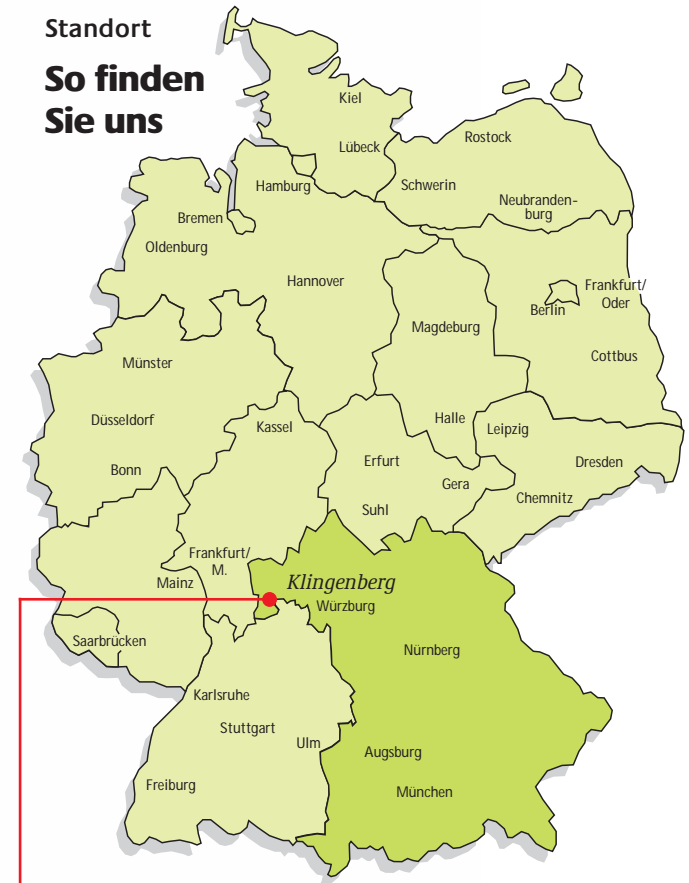 Standort
So finden
Sie uns
Kiel
Lübeck
Rostock
Hamburg
Schwerin
Neubranden-
burg
Bremen
Oldenburg
Hannover
Frankfurt/
Oder
Berlin
Magdeburg
Cottbus
Münster
Düsseldorf
Kassel
Halle
Leipzig
Bonn
Erfurt
Dresden
Gera
Chemnitz
Suhl
Frankfurt/
M.
Mainz
Klingenberg
Würzburg
Saarbrücken
Nürnberg
Karlsruhe
Stuttgart
Ulm
Augsburg
Freiburg
München